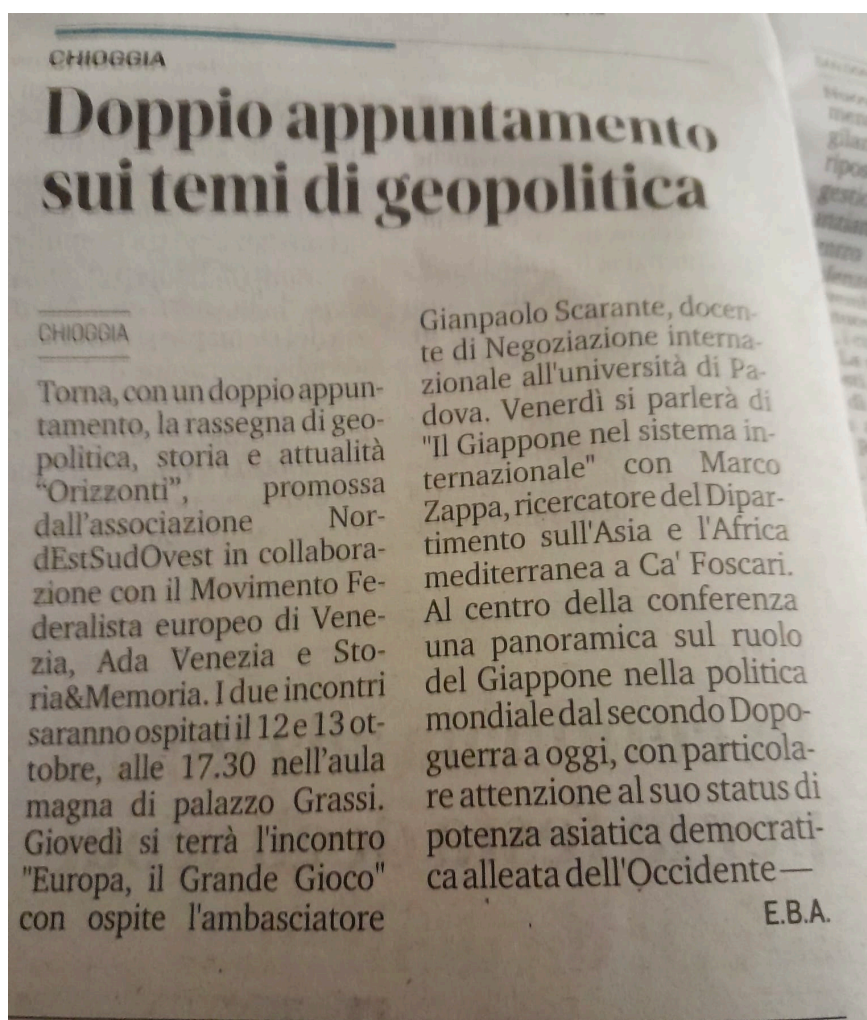 CHIOGGIA
Doppio appuntamento
sui temi di geopolitica
CHIOGGIA
Torna, con un doppio appun-
tamento, la rassegna di geo-
politica, storia e attualità
“Orizzonti”, promossa
dall'associazione Nor-
dEstSudOvest in collabora-
zione con il Movimento Fe-
deralista europeo di Vene-
zia, Ada Venezia e Sto-
ria&Memoria. I due incontri
saranno ospitati il 12 e 13 ot-
tobre, alle 17.30 nell'aula
magna di palazzo Grassi.
Giovedì si terrà l'incontro
"Europa, il Grande Gioco"
con ospite l'ambasciatore
Gianpaolo Scarante, docen-
te di Negoziazione interna-
zionale all'università di Pa-
dova. Venerdì si parlerà di
"Il Giappone nel sistema in-
ternazionale" con Marco
Zappa, ricercatore del Dipar-
timento sull'Asia e l'Africa
mediterranea a Ca' Foscari.
Al centro della conferenza
una panoramica sul ruolo
del Giappone nella politica
mondiale dal secondo Dopo-
guerra a oggi, con particola-
re attenzione al suo status di
potenza asiatica democrati-
ca alleata dell'Occidente—
E.B.A.